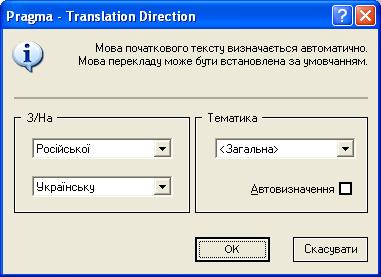 Pragma - Translation Direction
Мова початкового тексту визначається автоматично.
Мова перекладу може бути встановлена за умовчанням.
З/На
Російської
Українську
Тематика
<Загальна>
Автовизначення
OK
Скасувати